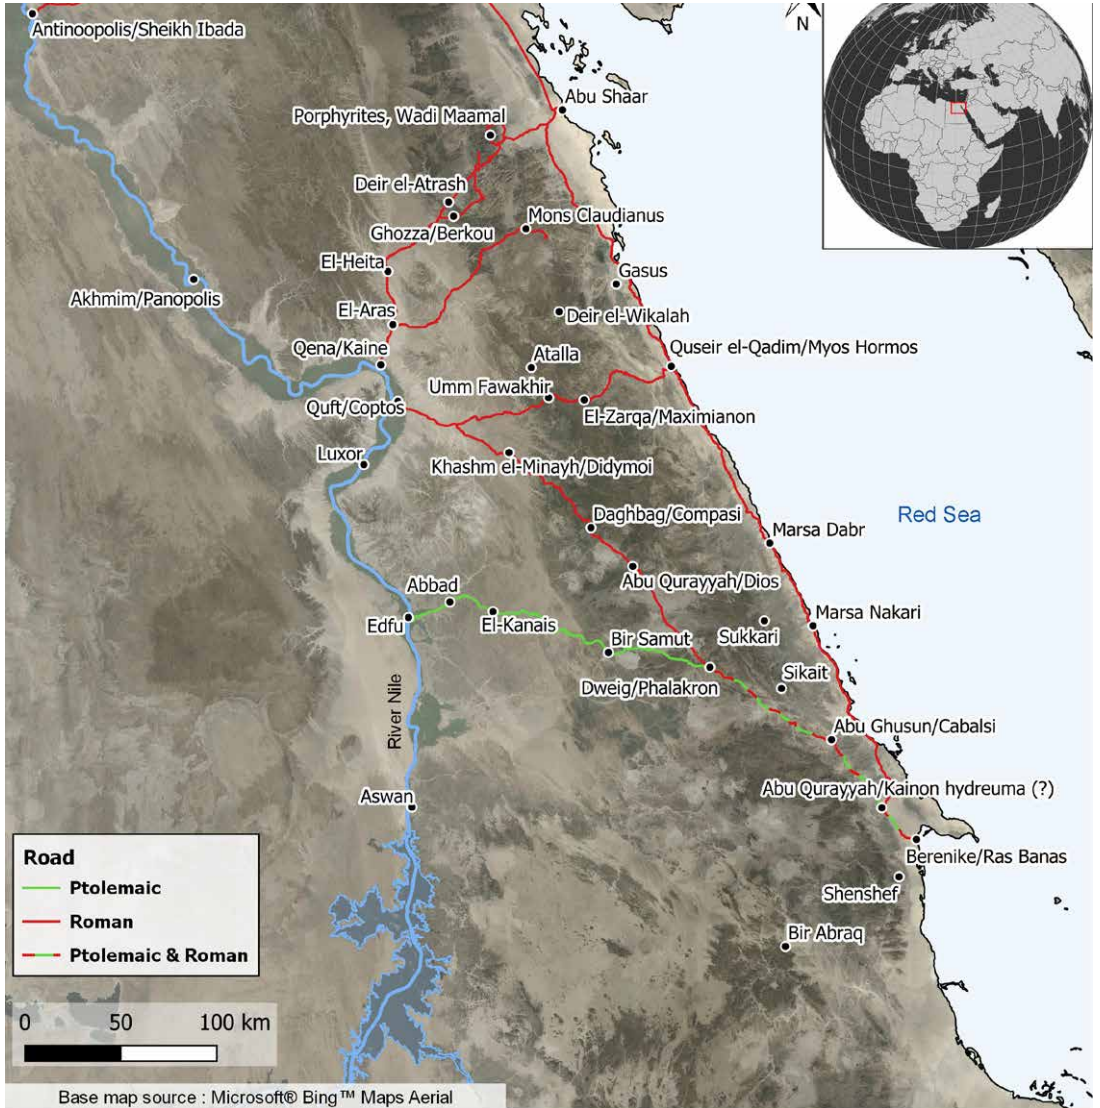 Antinoopolis/Sheikh Ibada
N
Abu Shaar
Porphyrites, Wadi Maamal
Deir el-Atrash
Mons Claudianus
Ghozza/Berkou
El-Heita
Gasus
Akhmim/Panopolis
El-Aras
Deir el-Wikalah
Qena/Kaine
Atalla
Quseir el-Qadim/Myos Hormos
Umm Fawakhir
Quft/Coptos
El-Zarqa/Maximianon
Luxor
Khashm el-Minayh/Didymoi
Daghbag/Compasi
Red Sea
Marsa Dabr
Abu Qurayyah/Dios
Abbad
Marsa Nakari
Edfu
El-Kanais
Bir Samut
Sukkari
Sikait
Dweig/Phalakron
River Nile
Abu Ghusun/Cabalsi
Aswan
Abu Qurayyah/Kainon hydreuma (?)
Berenike/Ras Banas
Shenshef
Bir Abraq
Road
Ptolemaic
Roman
Ptolemaic & Roman
0 50 100 km
Base map source : Microsoft® Bing™ Maps Aerial